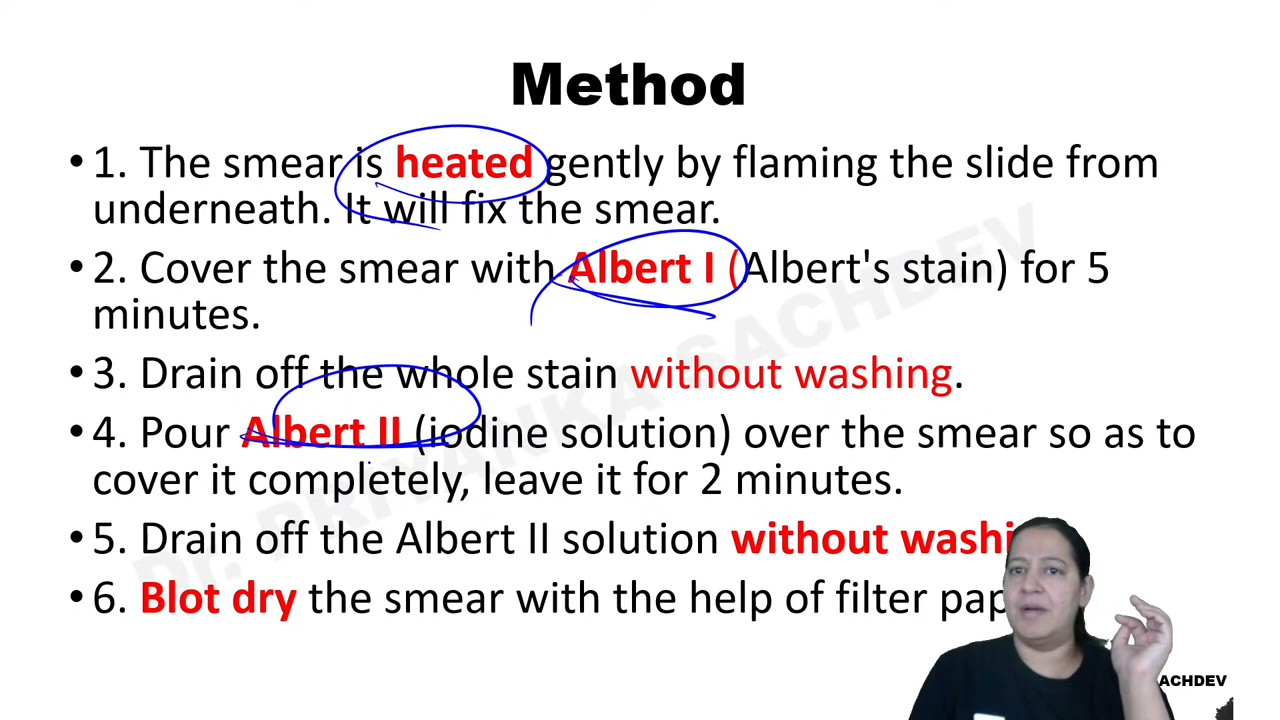 Method
• 1. The smear is heated gently by flaming the slide from
underneath. It will fix the smear.
• 2. Cover the smear with Albert I (Albert's stain) for 5
minutes.
• 3. Drain off the whole stain without washing.
• 4. Pour Albert II (iodine solution) over the smear so as to
cover it completely, leave it for 2 minutes.
• 5. Drain off the Albert II solution without washi
• 6. Blot dry the smear with the help of filter pap
DR. PRIYANKA SACHDEV
ACHDEV